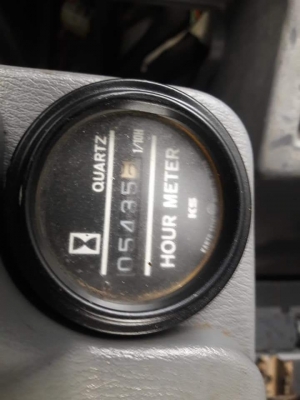 QUARTZ
05435 1/10H
HOUR METER
KS